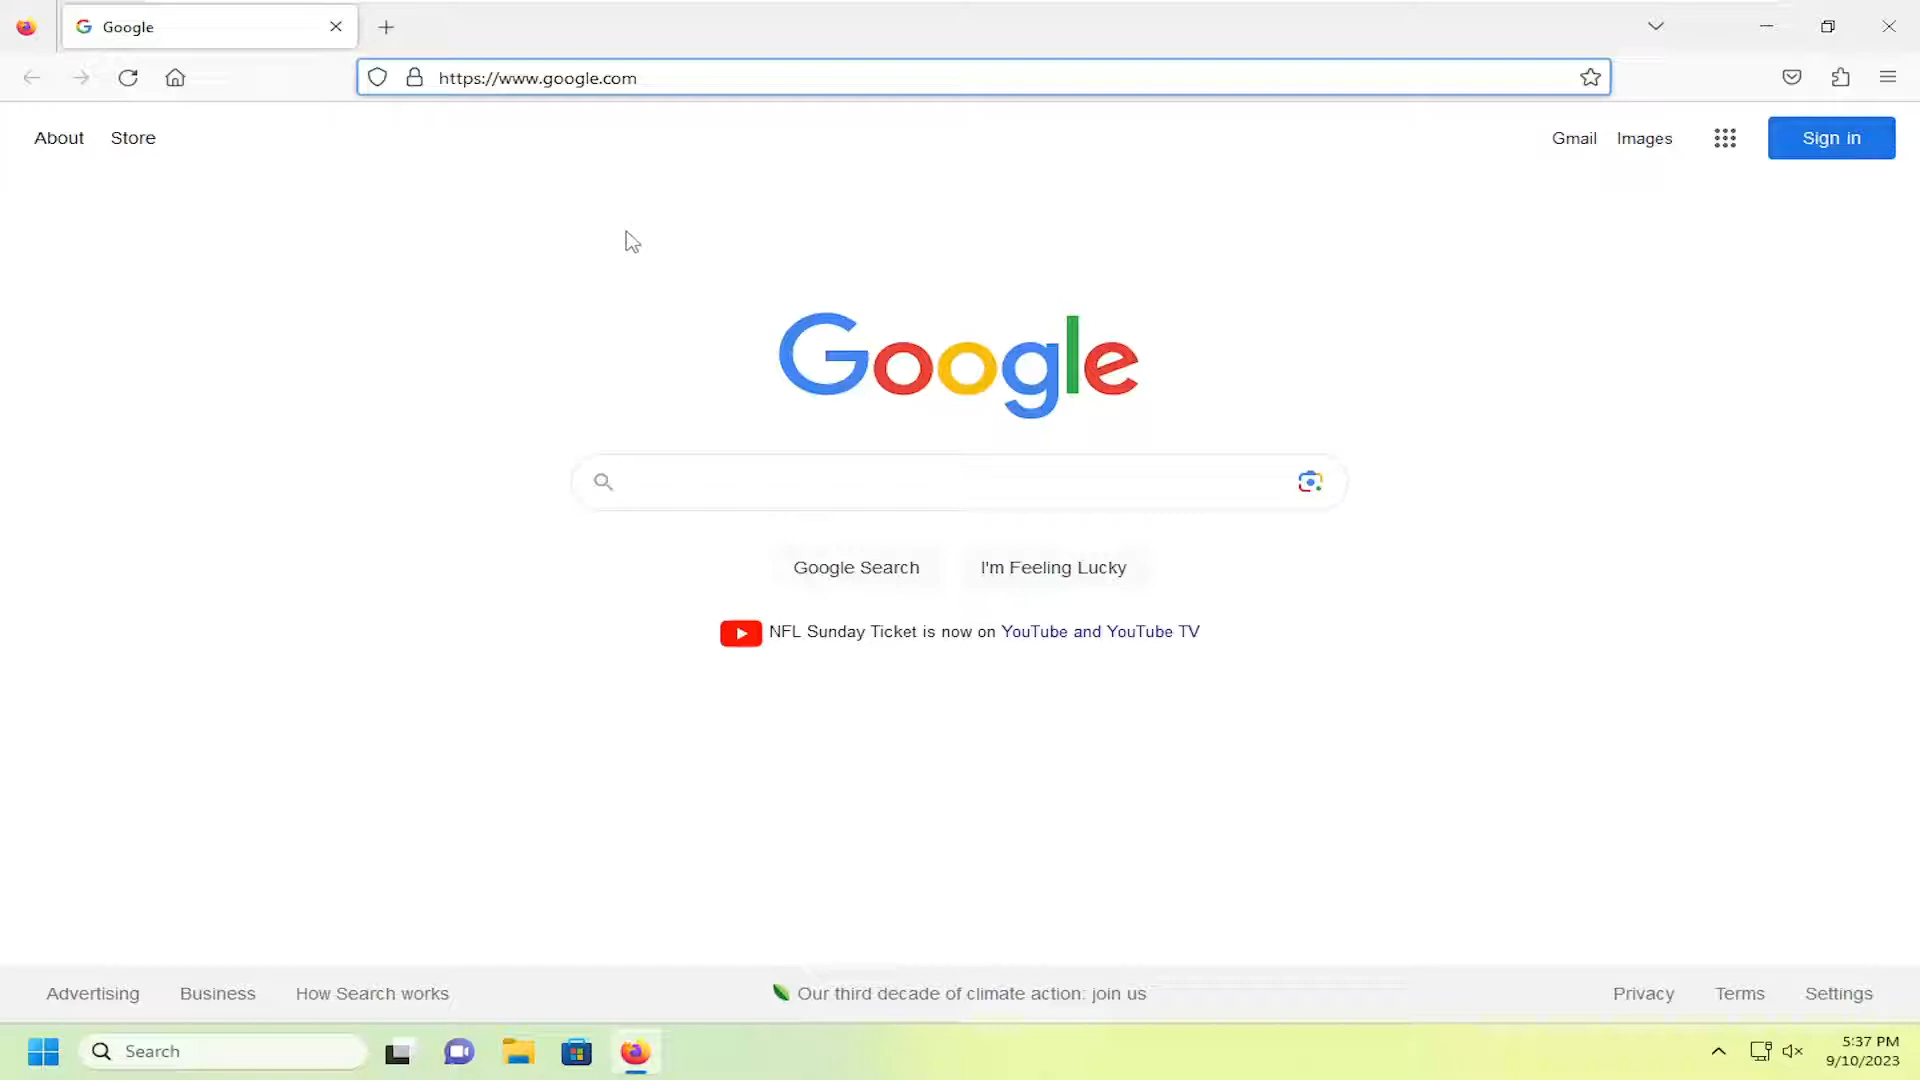 Google
https://www.google.com
About Store
Gmail Images Sign in
Google
Google Search I'm Feeling Lucky
NFL Sunday Ticket is now on YouTube and YouTube TV
Advertising Business How Search works
Our third decade of climate action: join us
Privacy Terms Settings
Search
5:37 PM
9/10/2023